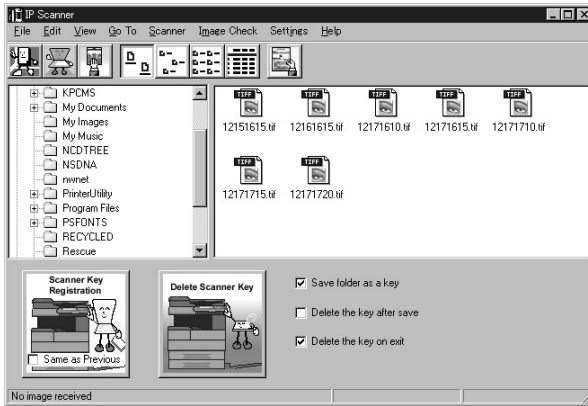 IP Scanner
File Edit View Go To Scanner Image Check Settings Help
KPCMS
My Documents
My Images
My Music
NCDTREE
NSDNA
nwnet
PrinterUtility
Program Files
PSFONTS
RECYCLED
Rescue
TIFF TIFF TIFF TIFF TIFF
12151615.tif 12161615.tif 12171610.tif 12171615.tif 12171710.tif
TIFF TIFF
12171715.tif 12171720.tif
Scanner Key
Registration
Same as Previous
Delete Scanner Key
Save folder as a key
Delete the key after save
Delete the key on exit
No image received